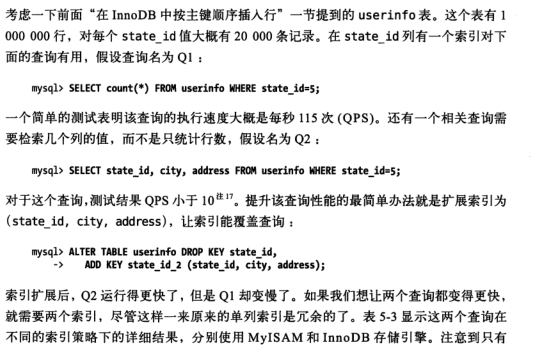 考虑一下前面“在 InnoDB 中按主键顺序插入行”一节提到的 userinfo 表。这个表有 1
000 000 行，对每个 state_id 值大概有 20 000 条记录。在 state_id 列有一个索引对下
面的查询有用，假设查询名为 Q1：
mysql> SELECT count(*) FROM userinfo WHERE state_id=5;
一个简单的测试表明该查询的执行速度大概是每秒 115 次 (QPS)。还有一个相关查询需
要检索几个列的值，而不是只统计行数，假设名为 Q2：
mysql> SELECT state_id, city, address FROM userinfo WHERE state_id=5;
对于这个查询，测试结果 QPS 小于 10注17。提升该查询性能的最简单办法就是扩展索引为
(state_id, city, address)，让索引能覆盖查询：
mysql> ALTER TABLE userinfo DROP KEY state_id,
-> ADD KEY state_id_2 (state_id, city, address);
索引扩展后，Q2 运行得更快了，但是 Q1 却变慢了。如果我们想让两个查询都变得更快，
就需要两个索引，尽管这样一来原来的单列索引是冗余的了。表 5-3 显示这两个查询在
不同的索引策略下的详细结果，分别使用 MyISAM 和 InnoDB 存储引擎。注意到只有